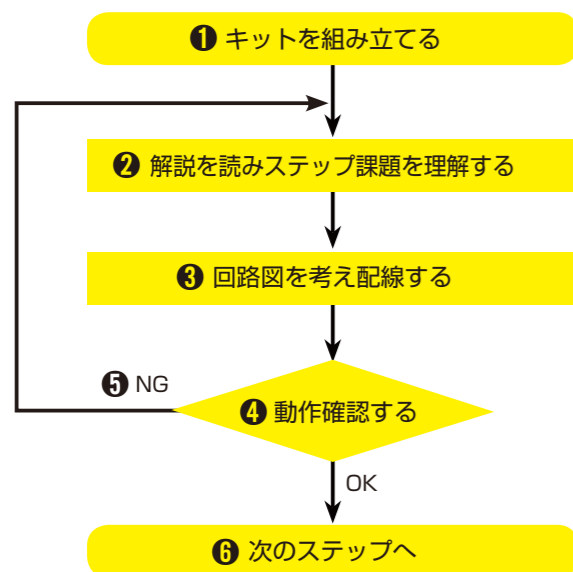 ❶ キットを組み立てる
❷ 解説を読みステップ課題を理解する
❸ 回路図を考え配線する
❺ NG
❹ 動作確認する
OK
❻ 次のステップへ